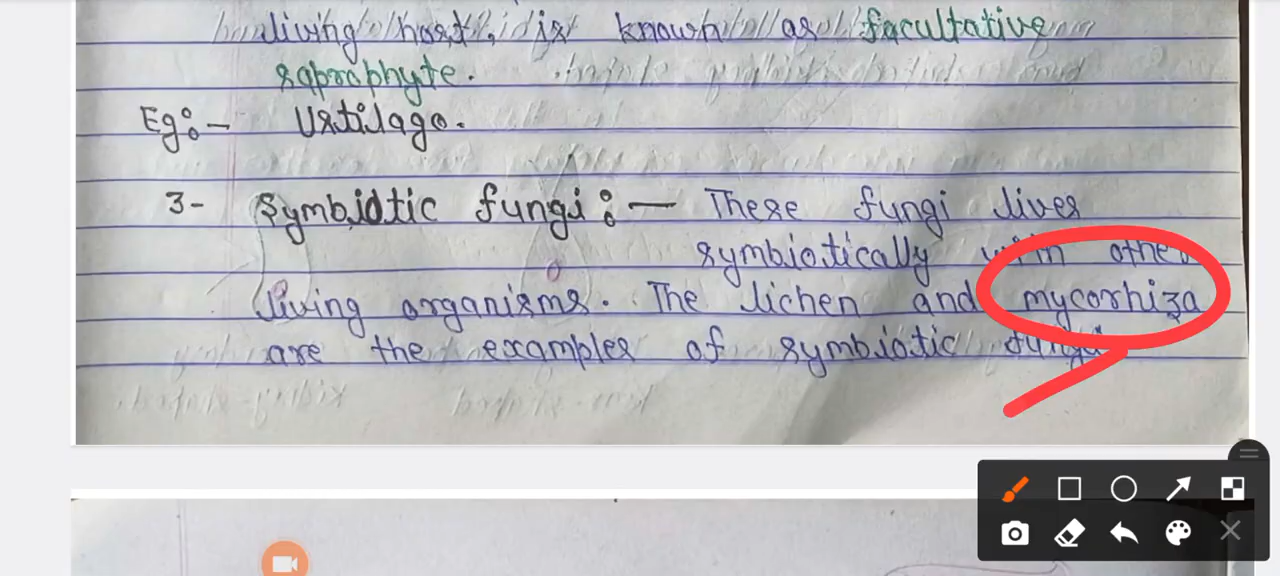 living host, is known as facultative
saprophyte.
Eg:- Ustilago.
3- Symbiotic fungi:- These fungi lives
symbiotically with other
living organisms. The lichen and mycorhiza
are the examples of symbiotic fungi